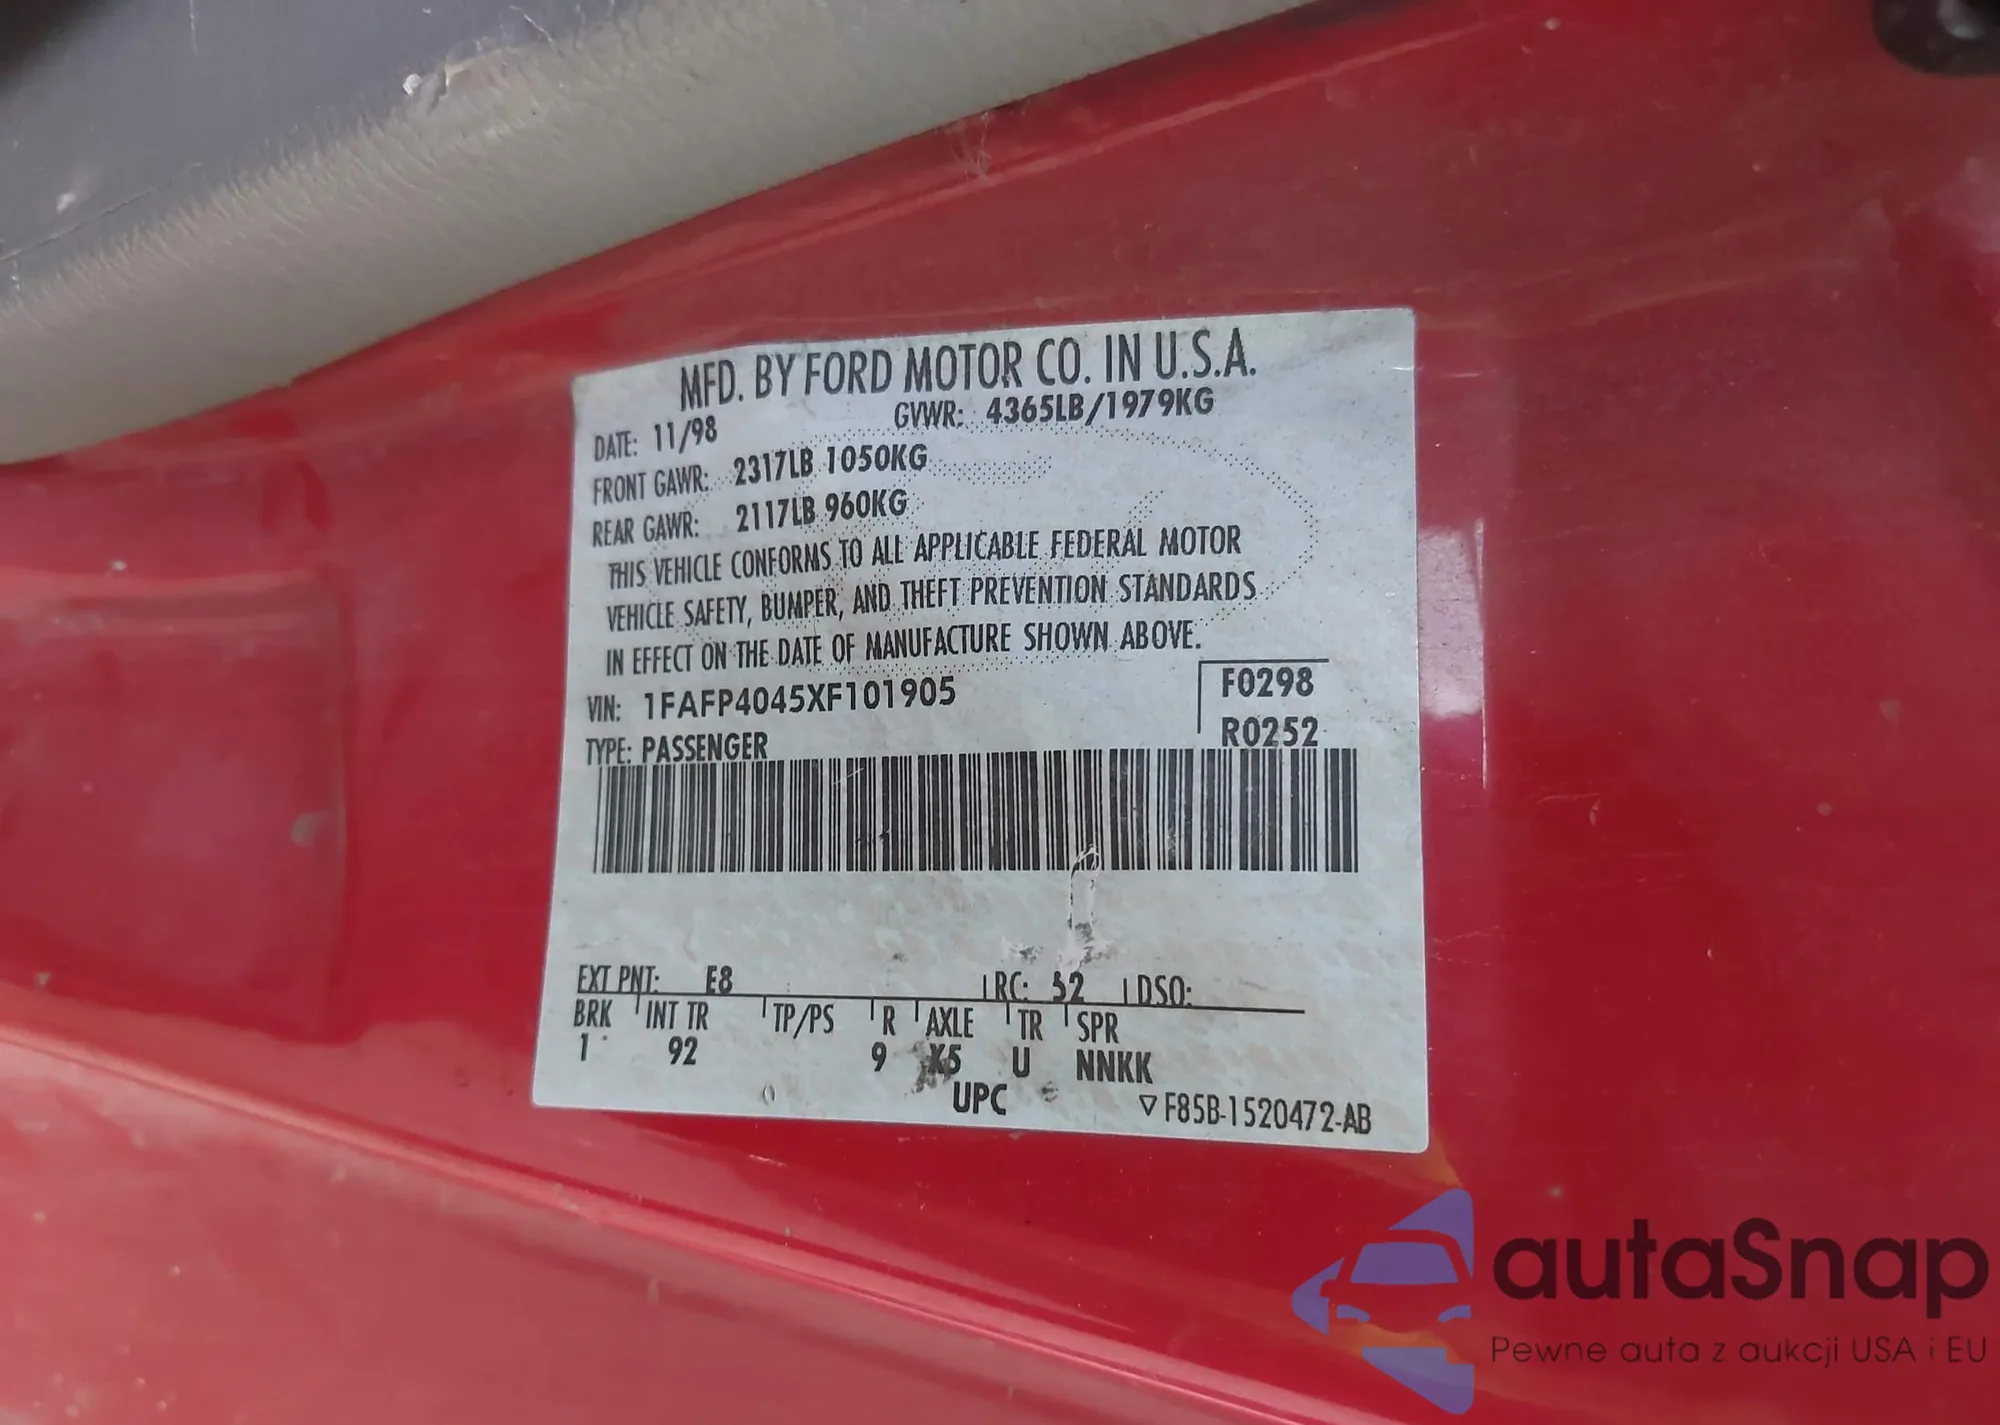 MFD. BY FORD MOTOR CO. IN U.S.A.
DATE: 11/98 GVWR: 4365LB/1979KG
FRONT GAWR: 2317LB 1050KG
REAR GAWR: 2117LB 960KG
THIS VEHICLE CONFORMS TO ALL APPLICABLE FEDERAL MOTOR
VEHICLE SAFETY, BUMPER, AND THEFT PREVENTION STANDARDS
IN EFFECT ON THE DATE OF MANUFACTURE SHOWN ABOVE.
VIN: 1FAFP4045XF101905 F0298
TYPE: PASSENGER R0252
EXT PNT: E8 RC: 52 DSO:
BRK INT TR TP/PS R AXLE TR SPR
1 92 9 X5 U NNKK
UPC ▽F85B-1520472-AB
autaSnap
Pewne auta z aukcji USA i EU